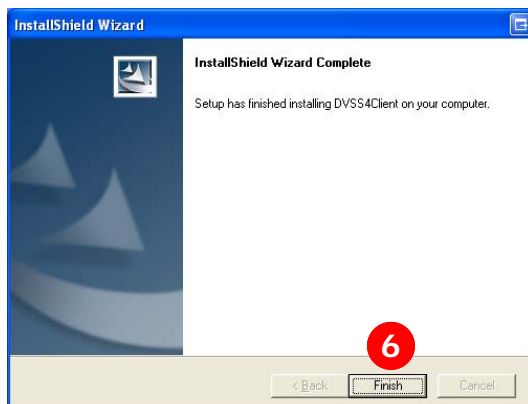 InstallShield Wizard
InstallShield Wizard Complete
Setup has finished installing DVSS4Client on your computer.
6
< Back
Finish
Cancel